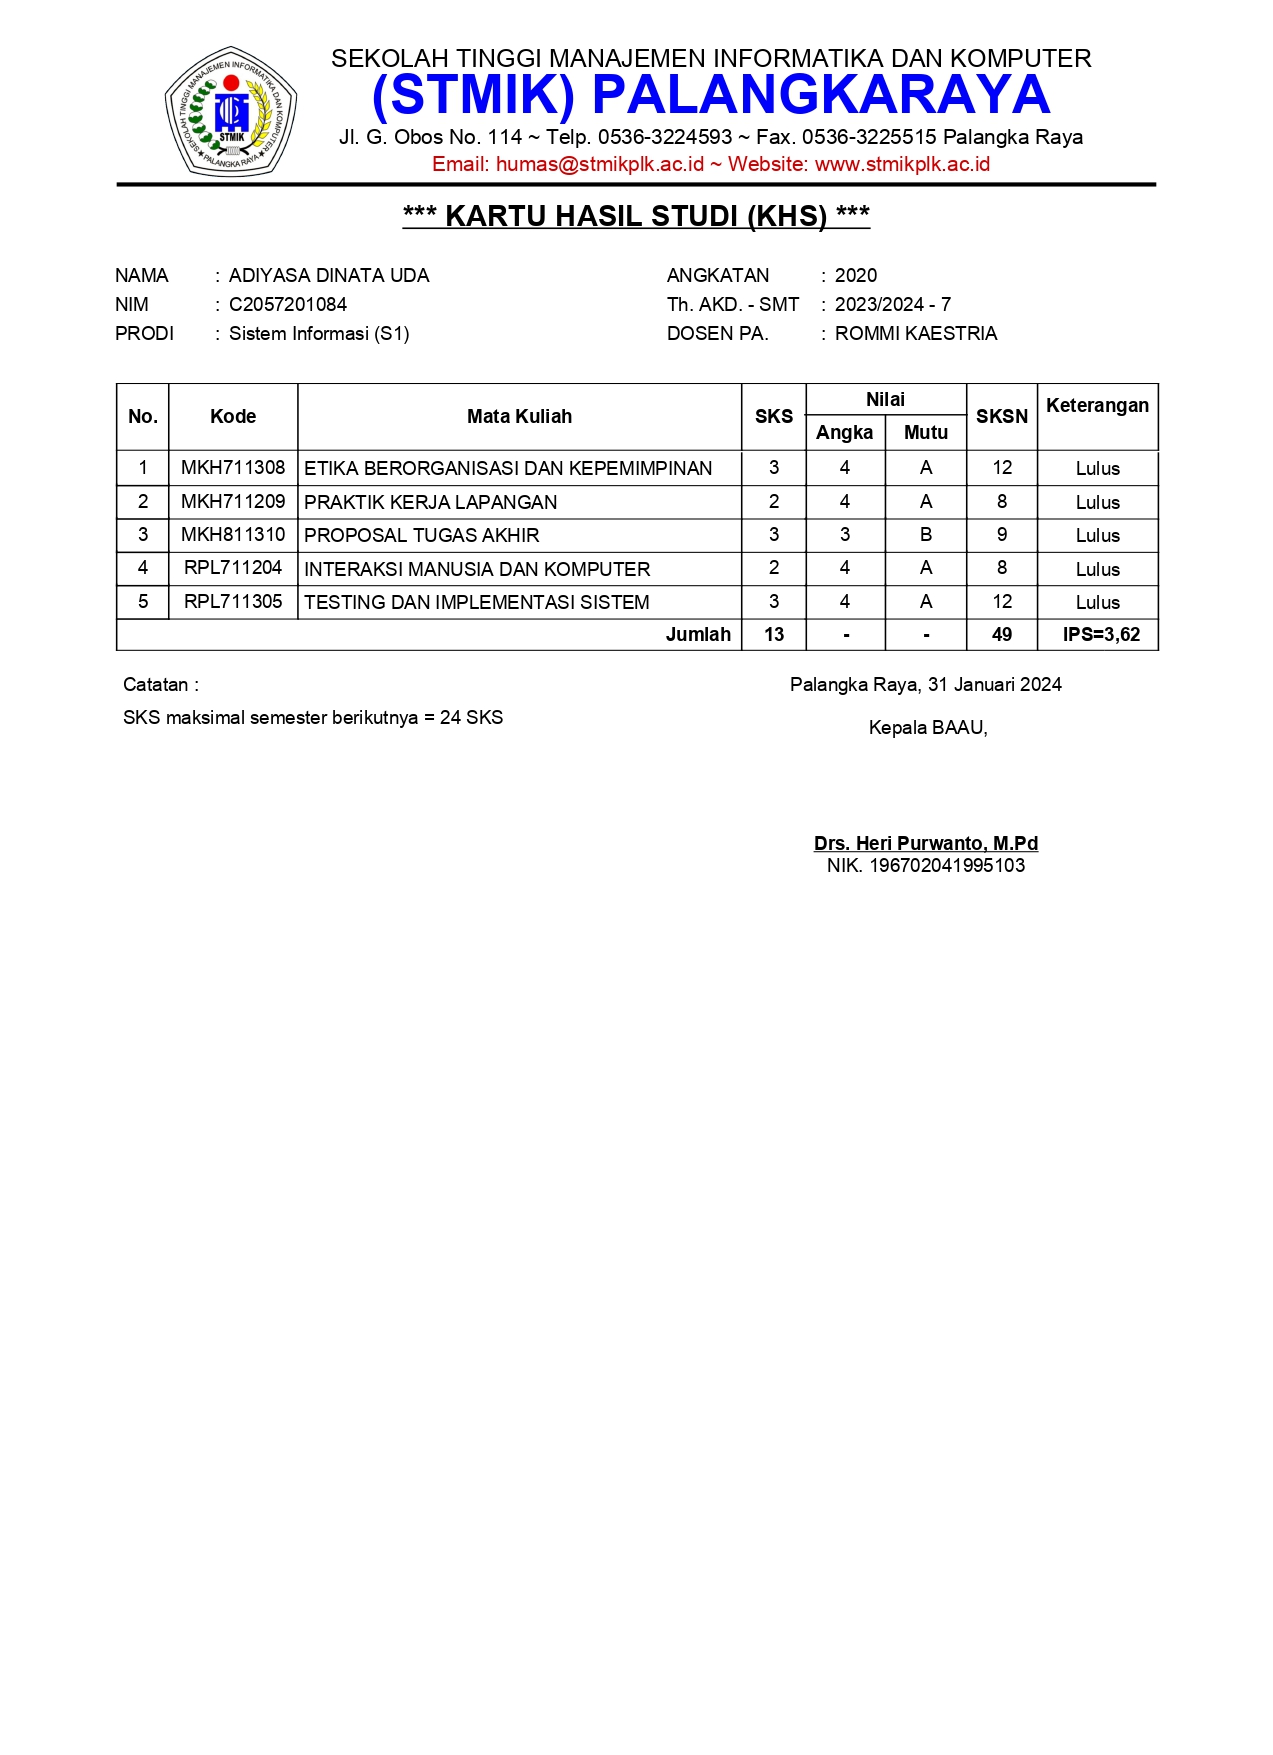 SEKOLAH TINGGI MANAJEMEN INFORMATIKA DAN KOMPUTER
PALANGKA RAYA
STMIK
SEKOLAH TINGGI MANAJEMEN INFORMATIKA DAN KOMPUTER
(STMIK) PALANGKARAYA
Jl. G. Obos No. 114 ~ Telp. 0536-3224593 ~ Fax. 0536-3225515 Palangka Raya
Email: humas@stmikplk.ac.id ~ Website: www.stmikplk.ac.id
*** KARTU HASIL STUDI (KHS) ***
NAMA : ADIYASA DINATA UDA ANGKATAN : 2020
NIM : C2057201084 Th. AKD. - SMT : 2023/2024 - 7
PRODI : Sistem Informasi (S1) DOSEN PA. : ROMMI KAESTRIA
No. Kode Mata Kuliah SKS Nilai SKSN Keterangan
Angka Mutu
1 MKH711308 ETIKA BERORGANISASI DAN KEPEMIMPINAN 3 4 A 12 Lulus
2 MKH711209 PRAKTIK KERJA LAPANGAN 2 4 A 8 Lulus
3 MKH811310 PROPOSAL TUGAS AKHIR 3 3 B 9 Lulus
4 RPL711204 INTERAKSI MANUSIA DAN KOMPUTER 2 4 A 8 Lulus
5 RPL711305 TESTING DAN IMPLEMENTASI SISTEM 3 4 A 12 Lulus
Jumlah 13 - - 49 IPS=3,62
Catatan : Palangka Raya, 31 Januari 2024
SKS maksimal semester berikutnya = 24 SKS
Kepala BAAU,
Drs. Heri Purwanto, M.Pd
NIK. 196702041995103